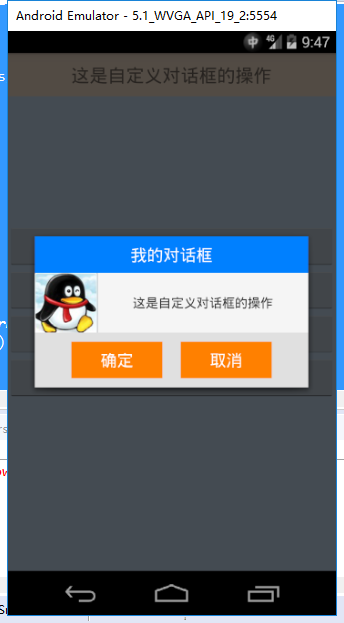 Android Emulator - 5.1_WVGA_API_19_2:5554
中 4G 9:47
这是自定义对话框的操作
我的对话框
这是自定义对话框的操作
确定 取消